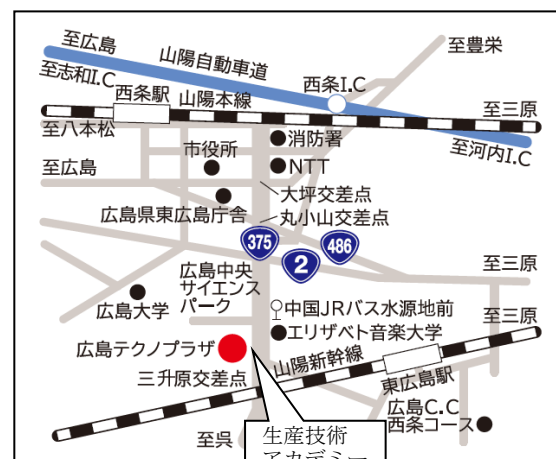 至広島
山陽自動車道
至豊栄
至志和I.C
西条I.C
西条駅
山陽本線
至三原
至八本松
消防署
至河内I.C
市役所
NTT
至広島
大坪交差点
広島県東広島庁舎
丸小山交差点
375
486
2
広島中央
サイエンス
パーク
至三原
広島大学
中国JRバス水源地前
至三原
エリザベト音楽大学
広島テクノプラザ
山陽新幹線
三升原交差点
東広島駅
広島C.C
西条コース
至呉
生産技術
アカデミー